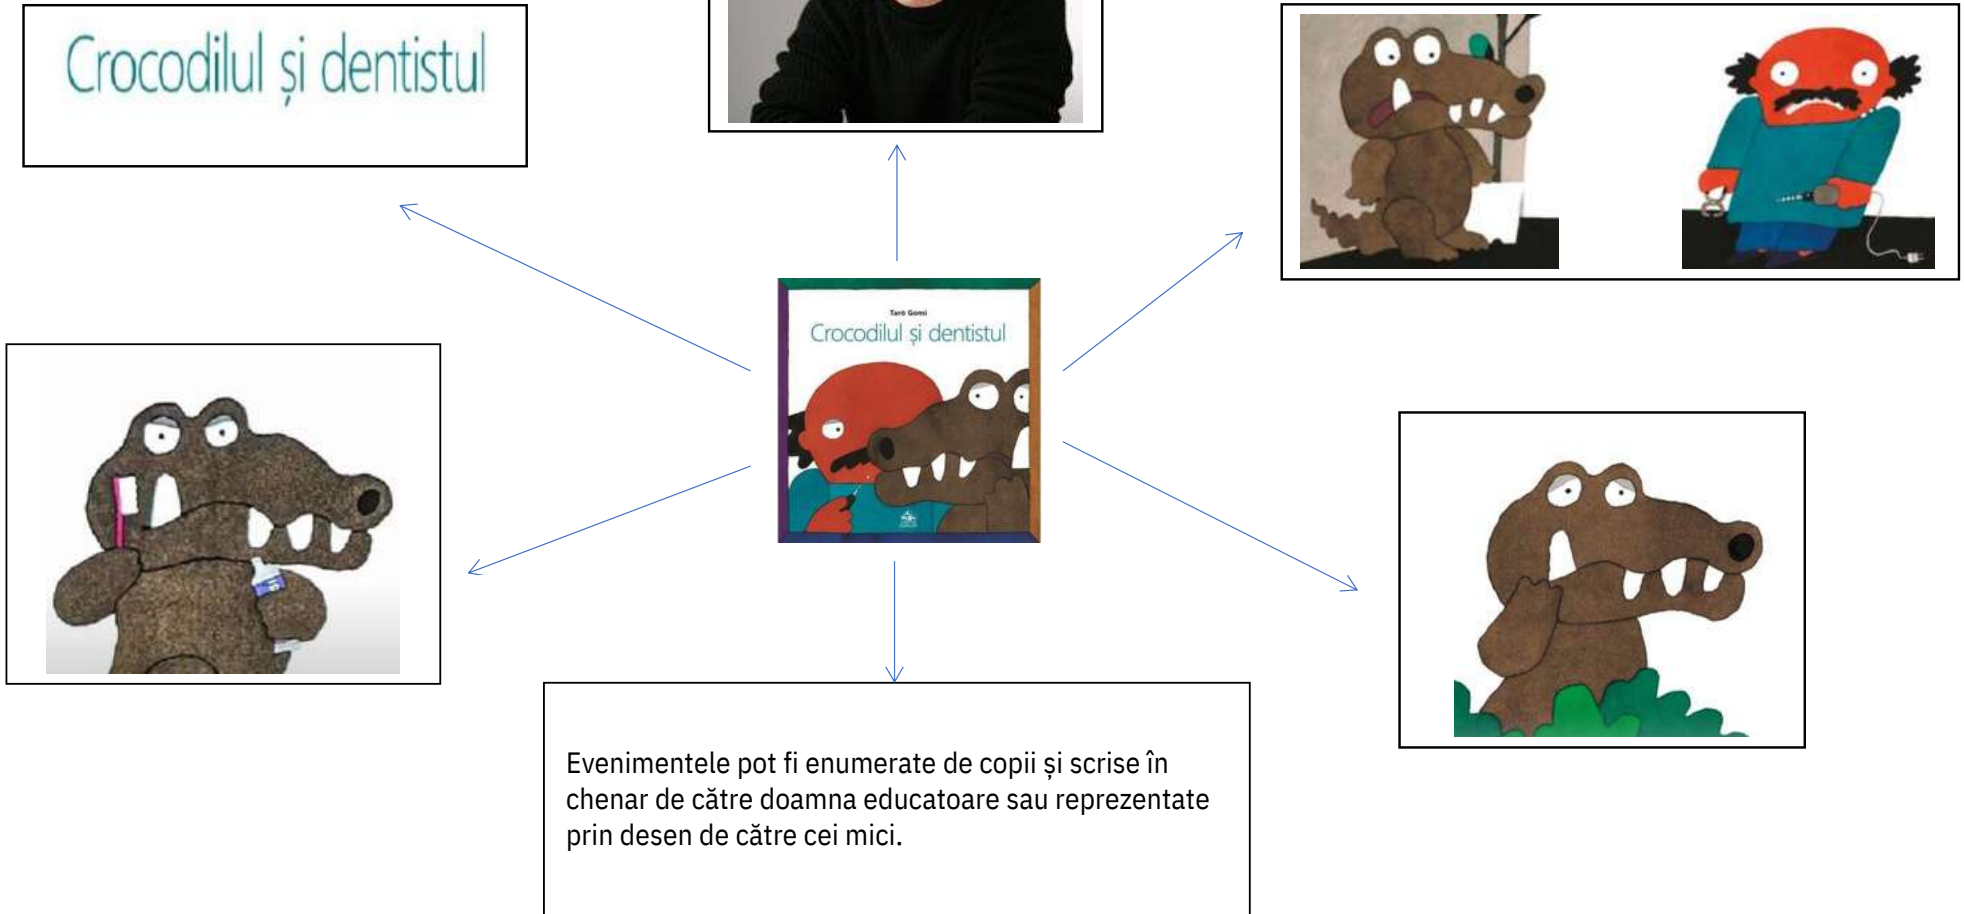 Crocodilul și dentistul
Tarō Gomi
Crocodilul și dentistul
Evenimentele pot fi enumerate de copii și scrise în
chenar de către doamna educatoare sau reprezentate
prin desen de către cei mici.